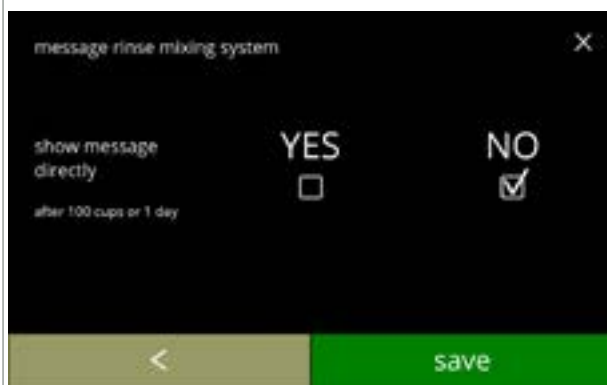 message rinse mixing system
show message
directly
YES
NO
after 100 cups or 1 day
<
save